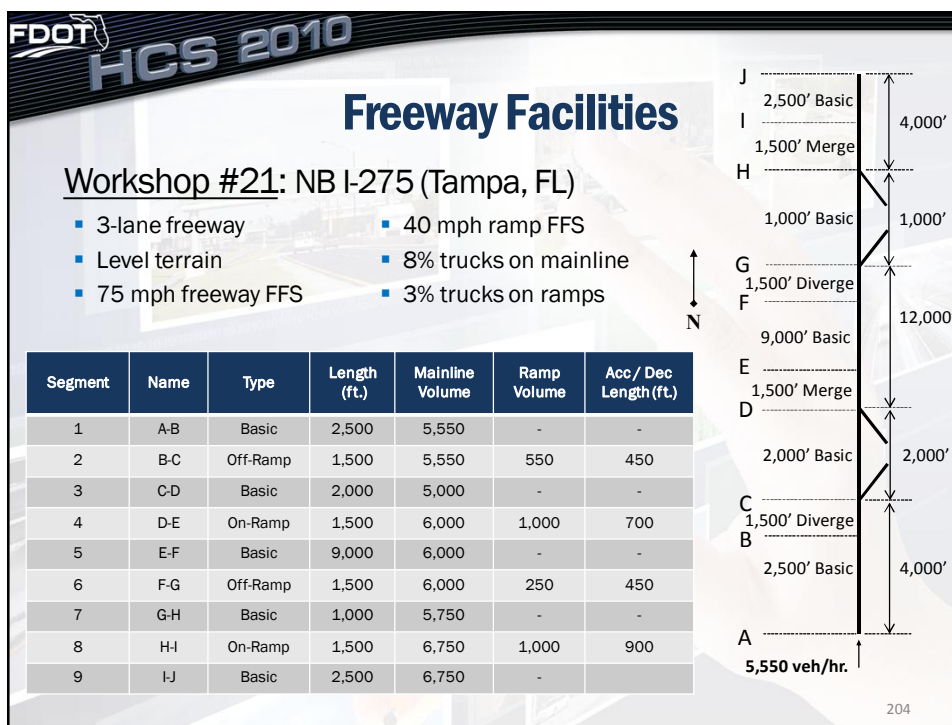 FDOT
HCS 2010
Freeway Facilities
Workshop #21: NB I-275 (Tampa, FL)
▪ 3-lane freeway
▪ Level terrain
▪ 75 mph freeway FFS
▪ 40 mph ramp FFS
▪ 8% trucks on mainline
▪ 3% trucks on ramps
Segment Name Type Length (ft.) Mainline Volume Ramp Volume Acc/ Dec Length (ft.)
1 A-B Basic 2,500 5,550 - -
2 B-C Off-Ramp 1,500 5,550 550 450
3 C-D Basic 2,000 5,000 - -
4 D-E On-Ramp 1,500 6,000 1,000 700
5 E-F Basic 9,000 6,000 - -
6 F-G Off-Ramp 1,500 6,000 250 450
7 G-H Basic 1,000 5,750 - -
8 H-I On-Ramp 1,500 6,750 1,000 900
9 I-J Basic 2,500 6,750 -
J
2,500' Basic
4,000'
I
1,500' Merge
H
1,000' Basic
1,000'
G
1,500' Diverge
F
12,000
9,000' Basic
E
1,500' Merge
D
2,000' Basic
2,000'
C
1,500' Diverge
B
2,500' Basic
4,000'
A
5,550 veh/hr.
N
204